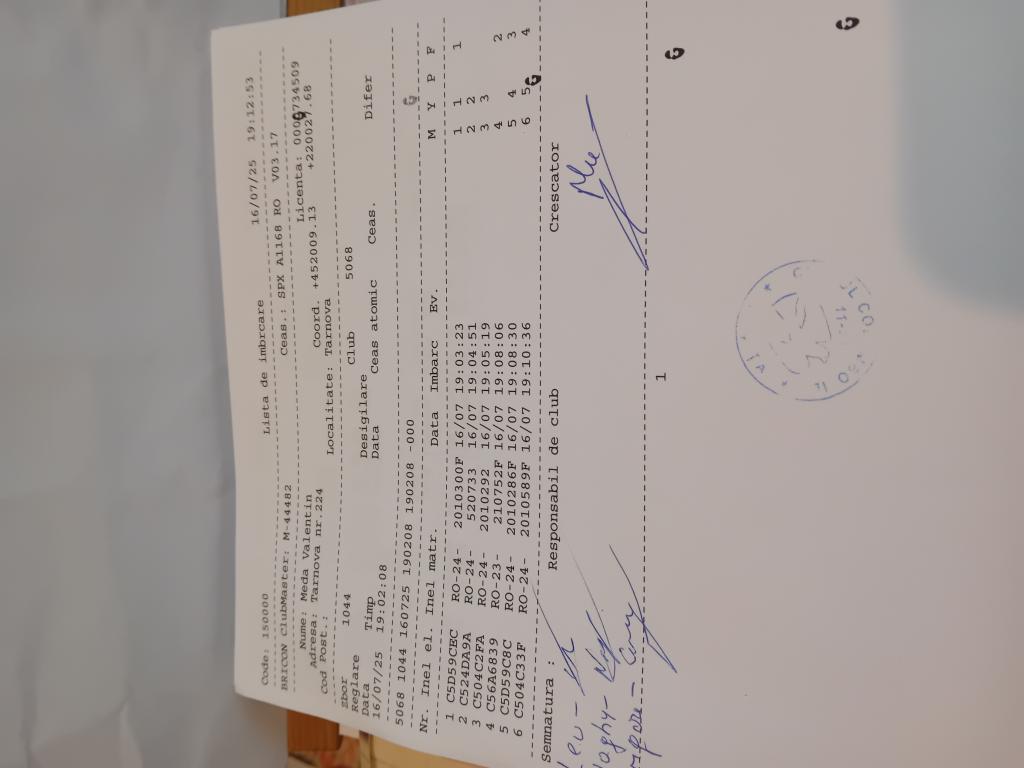 Code: 150000 Lista de imbrcare 16/07/25 19:12:53
BRICON ClubMaster: M-44482 Ceas.: SPX A1168 RO V03.17
Nume: Meda Valentin Licenta: 734509
Adresa: Tarnova nr.224 Coord. +452009.13 +220027.68
Cod Post.: Localitate: Tarnova
Zbor 1044 Club 5068
Reglare Desigilare
Data Timp Data Ceas atomic Ceas. Difer
16/07/25 19:02:08
5068 1044 160725 190208 190208 -000
Nr. Inel el. Inel matr. Data Imbarc Ev. M Y P F
1 C5D59CEC RO-24- 2010300F 16/07 19:03:23 1 1 1
2 C524DA9A RO-24- 520733 16/07 19:04:51 2 2
3 C504C2FA RO-24- 2010292 16/07 19:05:19 3 3
4 C56A6839 RO-23- 210752F 16/07 19:08:06 4 2
5 C5D59C8C RO-24- 2010286F 16/07 19:08:30 5 4 3
6 C504C33F RO-24- 2010589F 16/07 19:10:36 6 5 4
Semnatura : Responsabil de club Crescator
1